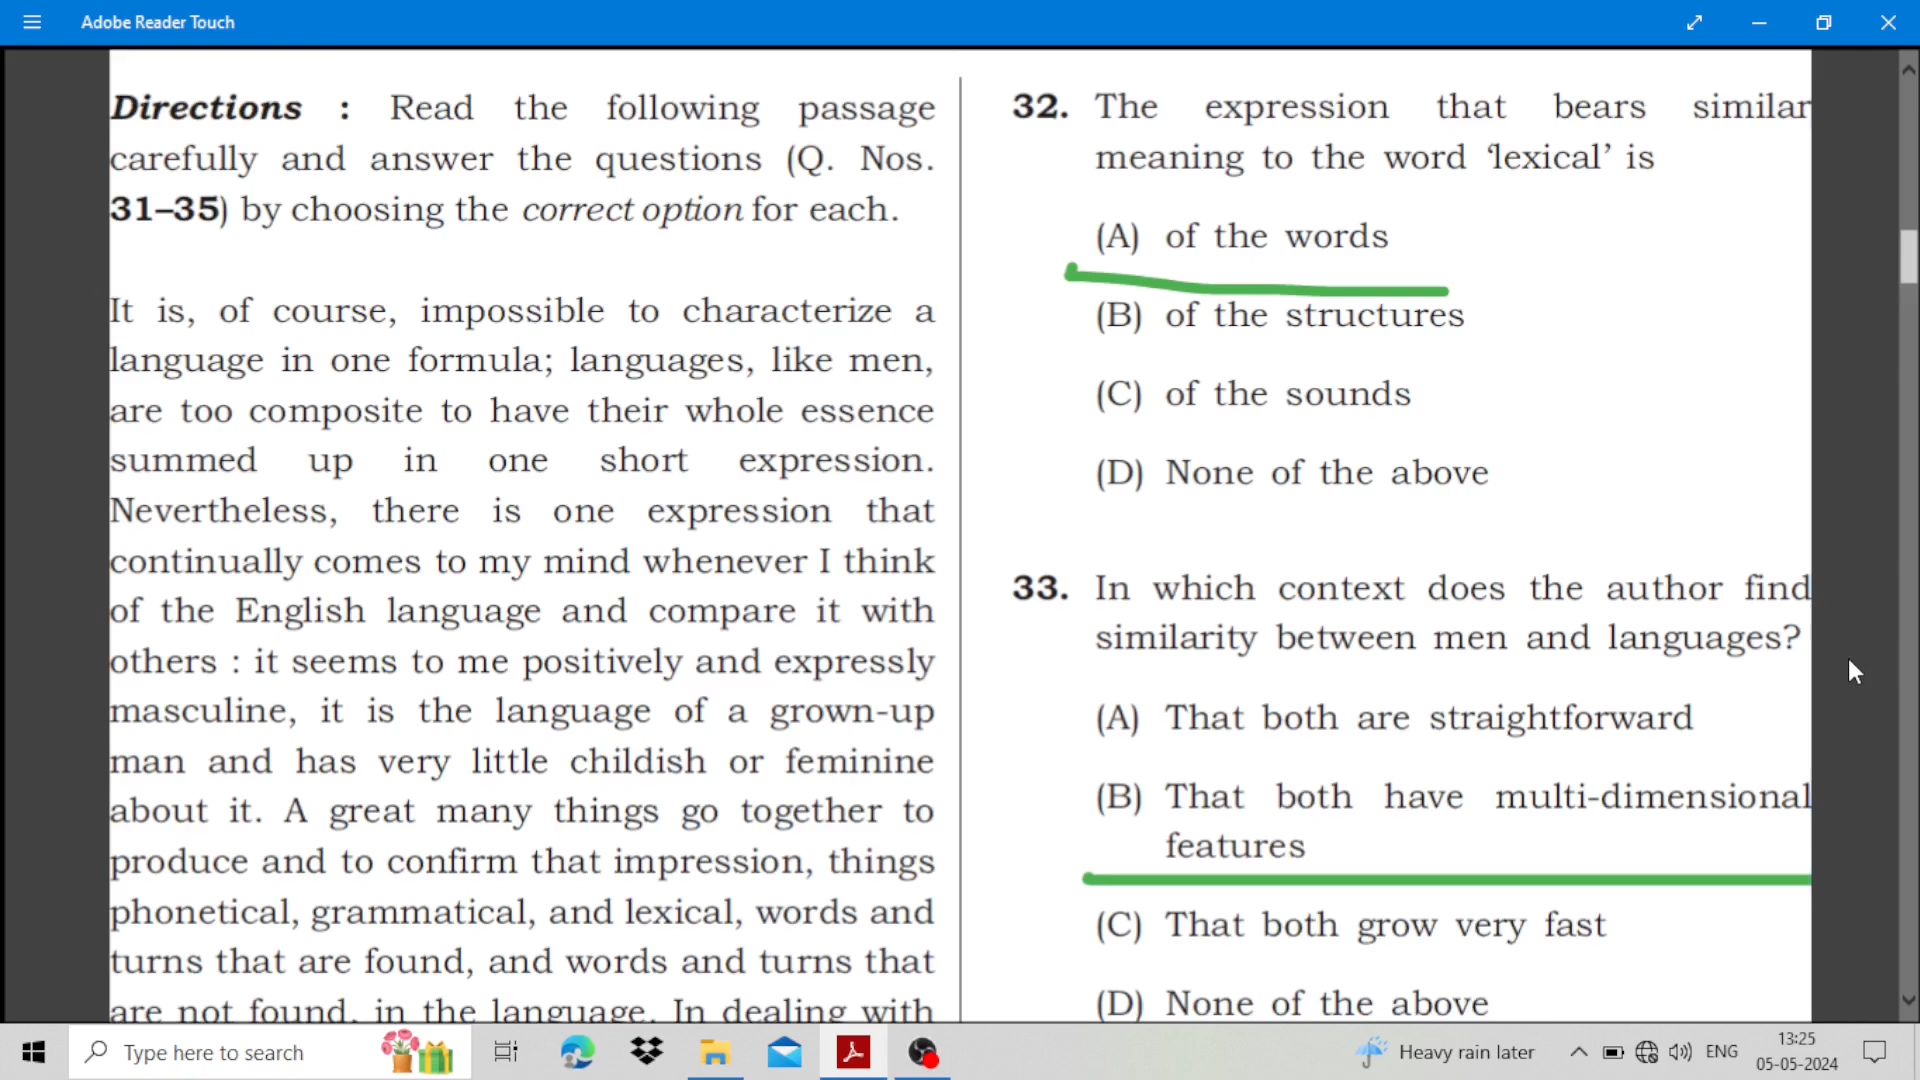 Adobe Reader Touch
Directions : Read the following passage
carefully and answer the questions (Q. Nos.
31–35) by choosing the correct option for each.
It is, of course, impossible to characterize a
language in one formula; languages, like men,
are too composite to have their whole essence
summed up in one short expression.
Nevertheless, there is one expression that
continually comes to my mind whenever I think
of the English language and compare it with
others : it seems to me positively and expressly
masculine, it is the language of a grown-up
man and has very little childish or feminine
about it. A great many things go together to
produce and to confirm that impression, things
phonetical, grammatical, and lexical, words and
turns that are found, and words and turns that
are not found, in the language. In dealing with
32. The expression that bears similar
meaning to the word ‘lexical’ is
(A) of the words
(B) of the structures
(C) of the sounds
(D) None of the above
33. In which context does the author find
similarity between men and languages?
(A) That both are straightforward
(B) That both have multi-dimensional
features
(C) That both grow very fast
(D) None of the above
Type here to search
Heavy rain later
ENG
13:25
05-05-2024